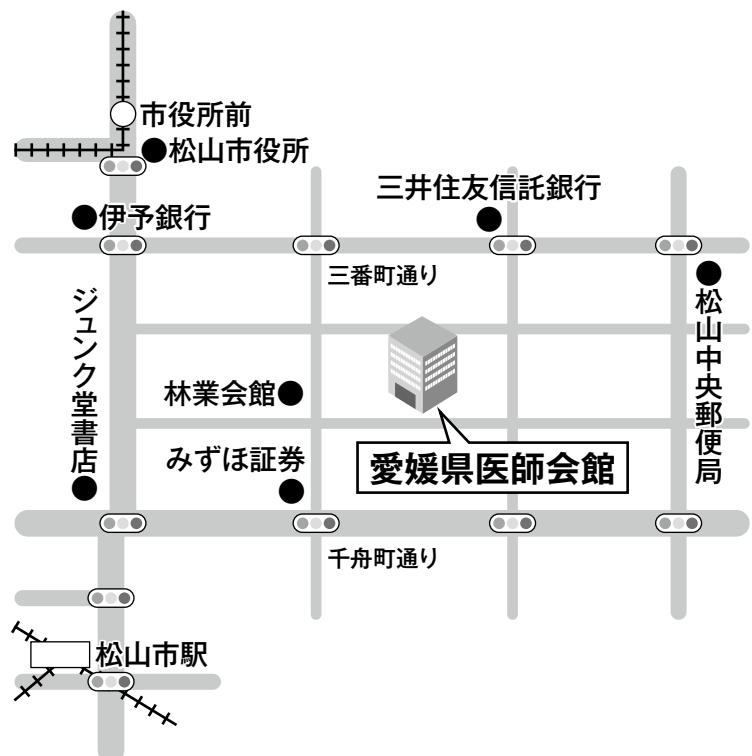 市役所前
松山市役所
三井住友信託銀行
伊予銀行
三番町通り
ジュンク堂書店
松山中央郵便局
林業会館
みずほ証券
愛媛県医師会館
千舟町通り
松山市駅